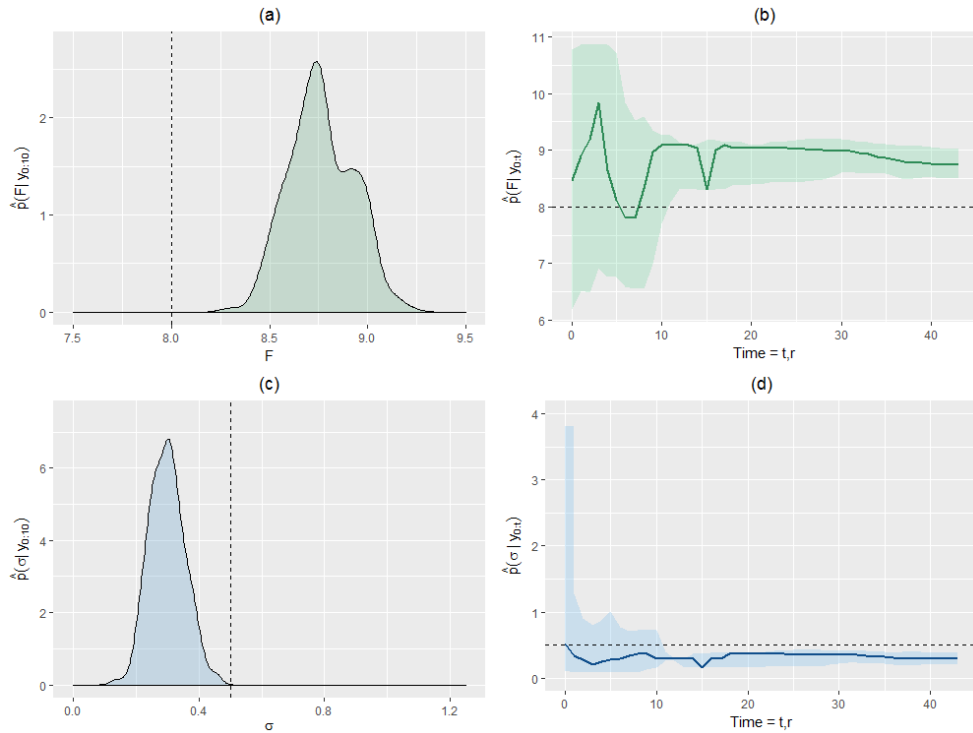 (a)
p̂(F| y₀:₁₀)
2
1
0
7.5 8.0 8.5 9.0 9.5
F
(b)
p̂(F| y₀:ₜ)
11
10
9
8
7
6
0 10 20 30 40
Time = t,r
(c)
p̂(σ| y₀:₁₀)
6
4
2
0
0.0 0.4 0.8 1.2
σ
(d)
p̂(σ | y₀:ₜ)
4
3
2
1
0
0 10 20 30 40
Time = t,r